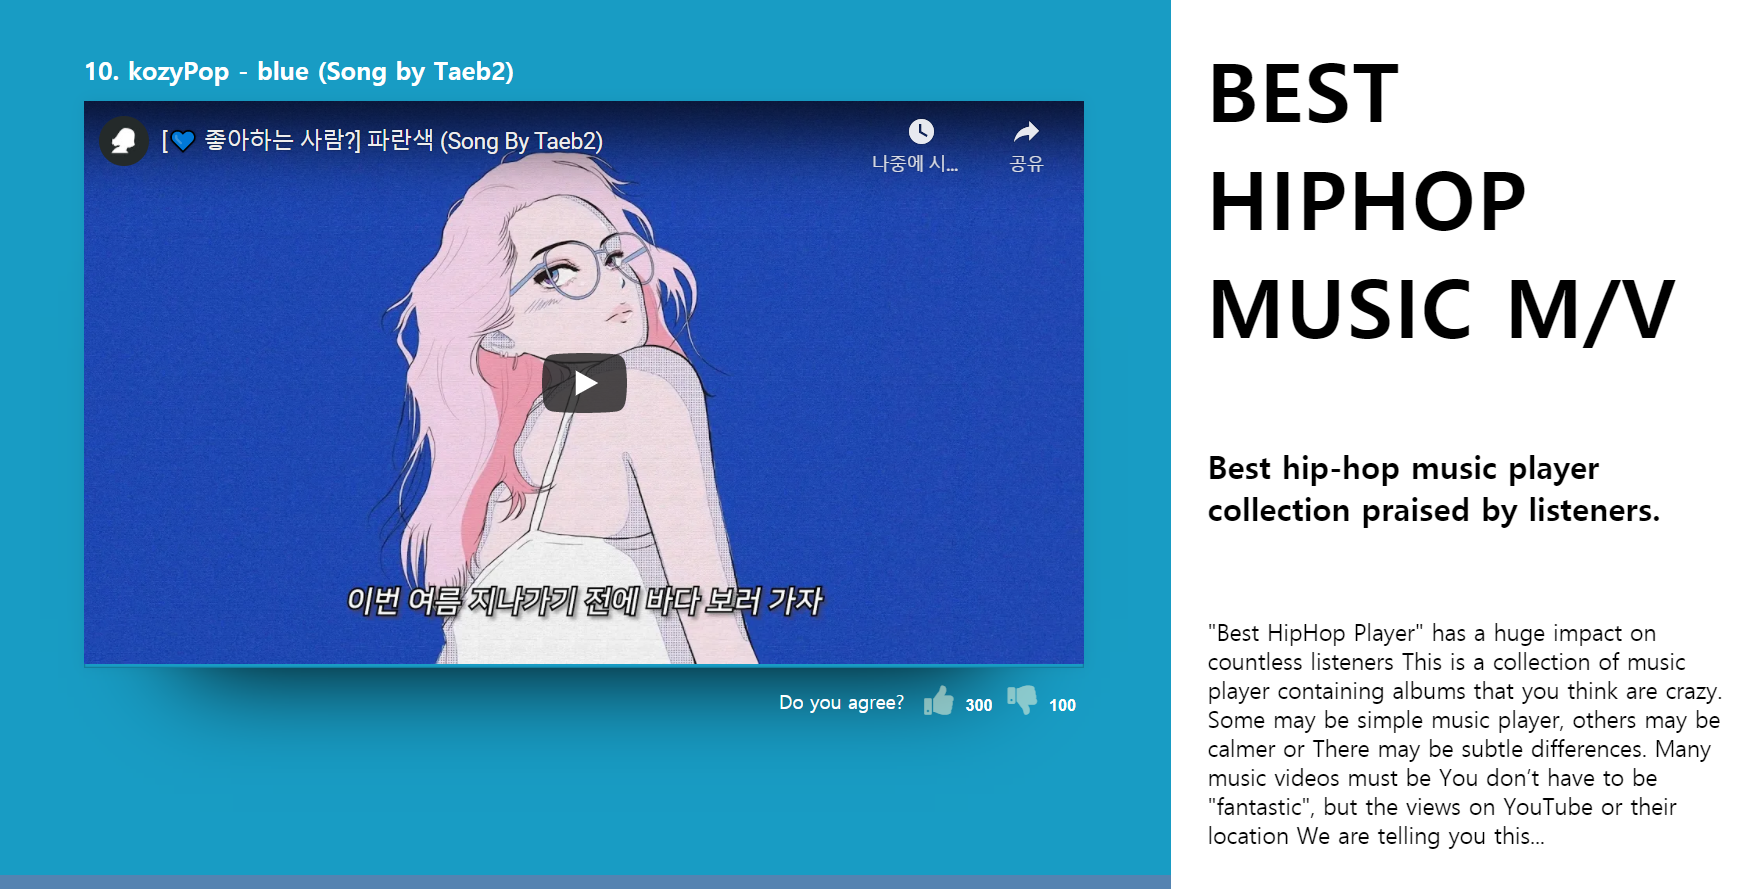 10. kozyPop - blue (Song by Taeb2)
[💙 좋아하는 사람?] 파란색 (Song By Taeb2)
나중에 시...
공유
이번 여름 지나가기 전에 바다 보러 가자
Do you agree? 300 100
BEST
HIPHOP
MUSIC M/V
Best hip-hop music player
collection praised by listeners.
"Best HipHop Player" has a huge impact on
countless listeners This is a collection of music
player containing albums that you think are crazy.
Some may be simple music player, others may be
calmer or There may be subtle differences. Many
music videos must be You don’t have to be
"fantastic", but the views on YouTube or their
location We are telling you this...